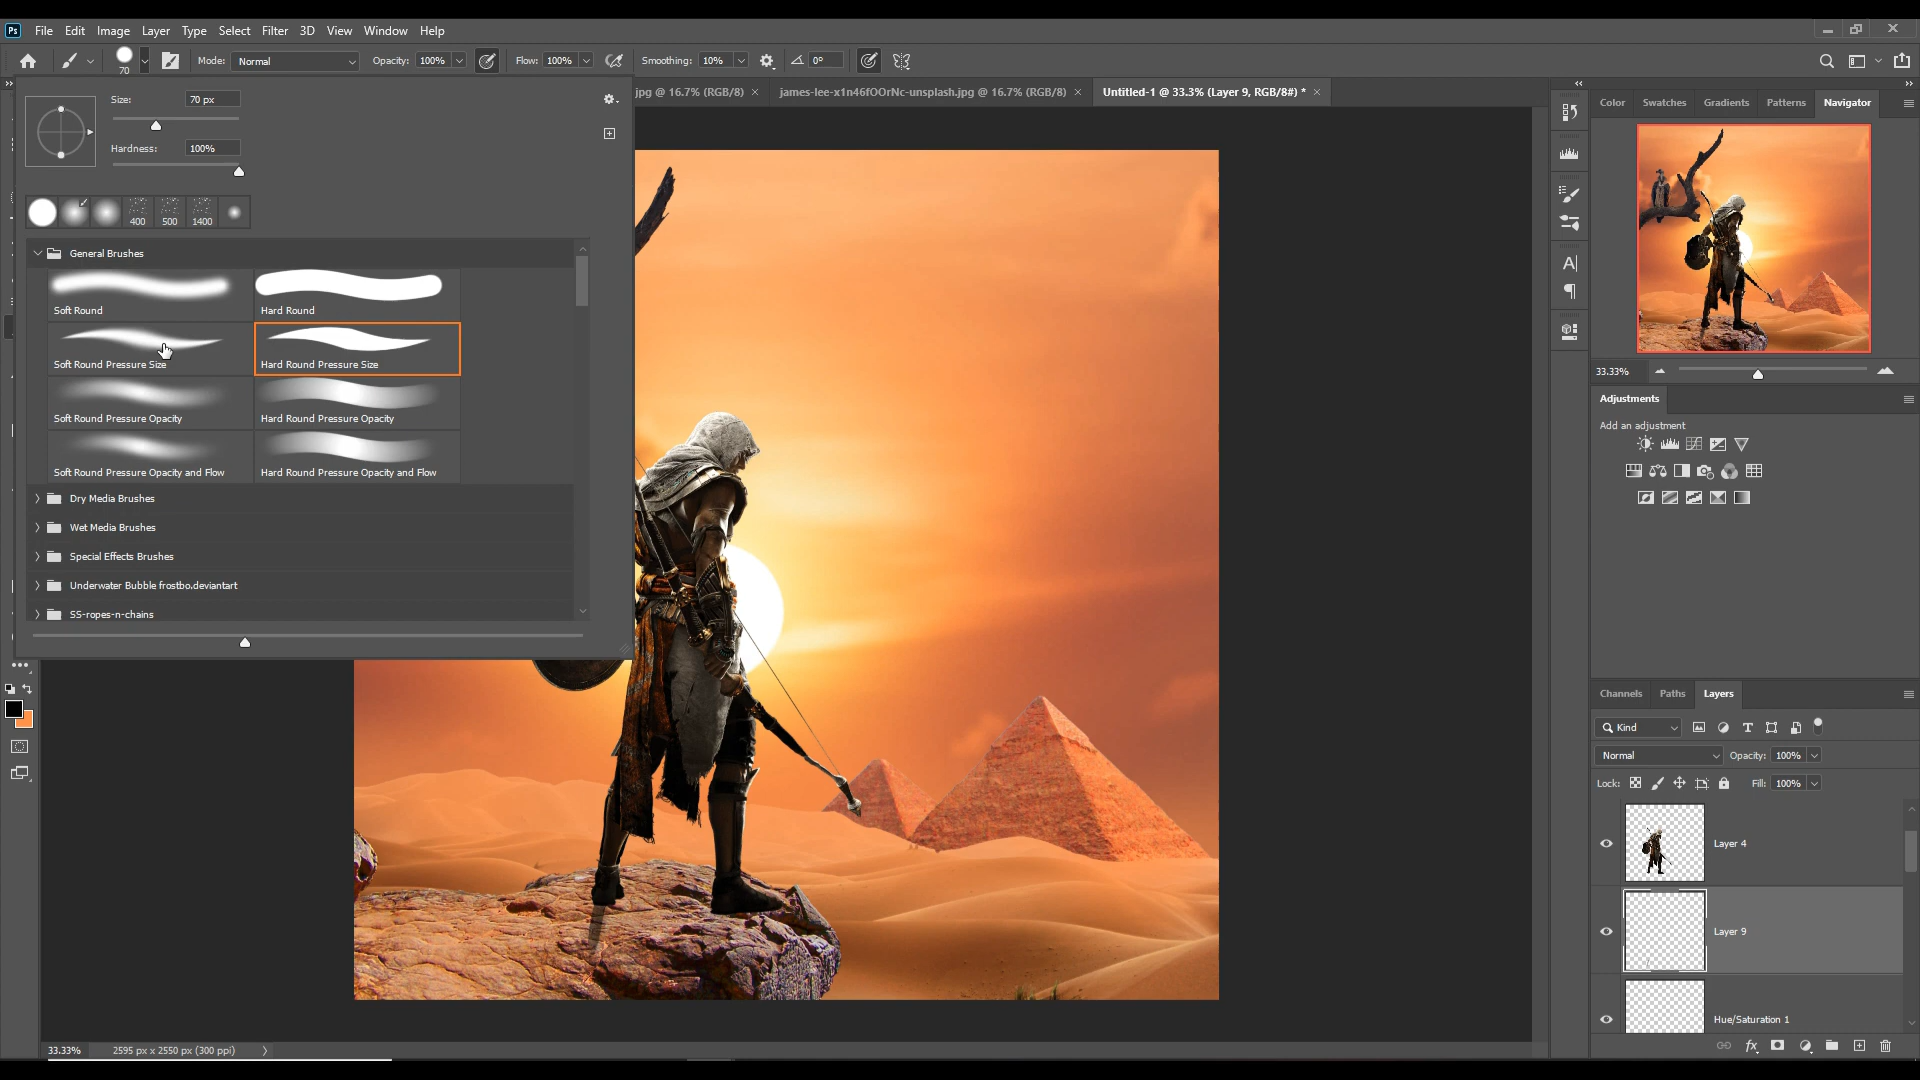 Ps File Edit Image Layer Type Select Filter 3D View Window Help
70 Mode: Normal Opacity: 100% Flow: 100% Smoothing: 10% 0°
jpg @ 16.7% (RGB/8) james-lee-x1n46fOOrNc-unsplash.jpg @ 16.7% (RGB/8) Untitled-1 @ 33.3% (Layer 9, RGB/8#) *
Size: 70 px
Hardness: 100%
400 500 1400
General Brushes
Soft Round Hard Round
Soft Round Pressure Size Hard Round Pressure Size
Soft Round Pressure Opacity Hard Round Pressure Opacity
Soft Round Pressure Opacity and Flow Hard Round Pressure Opacity and Flow
Dry Media Brushes
Wet Media Brushes
Special Effects Brushes
Underwater Bubble frostbo.deviantart
SS-ropes-n-chains
Color Swatches Gradients Patterns Navigator
33.33%
Adjustments
Add an adjustment
Channels Paths Layers
Kind
Normal Opacity: 100%
Lock: Fill: 100%
Layer 4
Layer 9
Hue/Saturation 1
33.33% 2595 px x 2550 px (300 ppi)